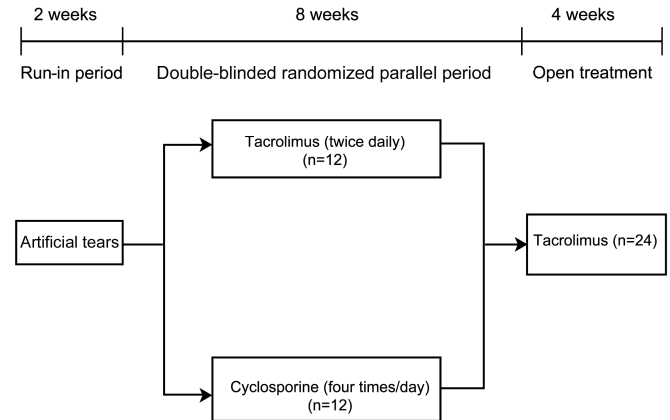 2 weeks 8 weeks 4 weeks
Run-in period Double-blinded randomized parallel period Open treatment
Tacrolimus (twice daily)
(n=12)
Artificial tears
Tacrolimus (n=24)
Cyclosporine (four times/day)
(n=12)